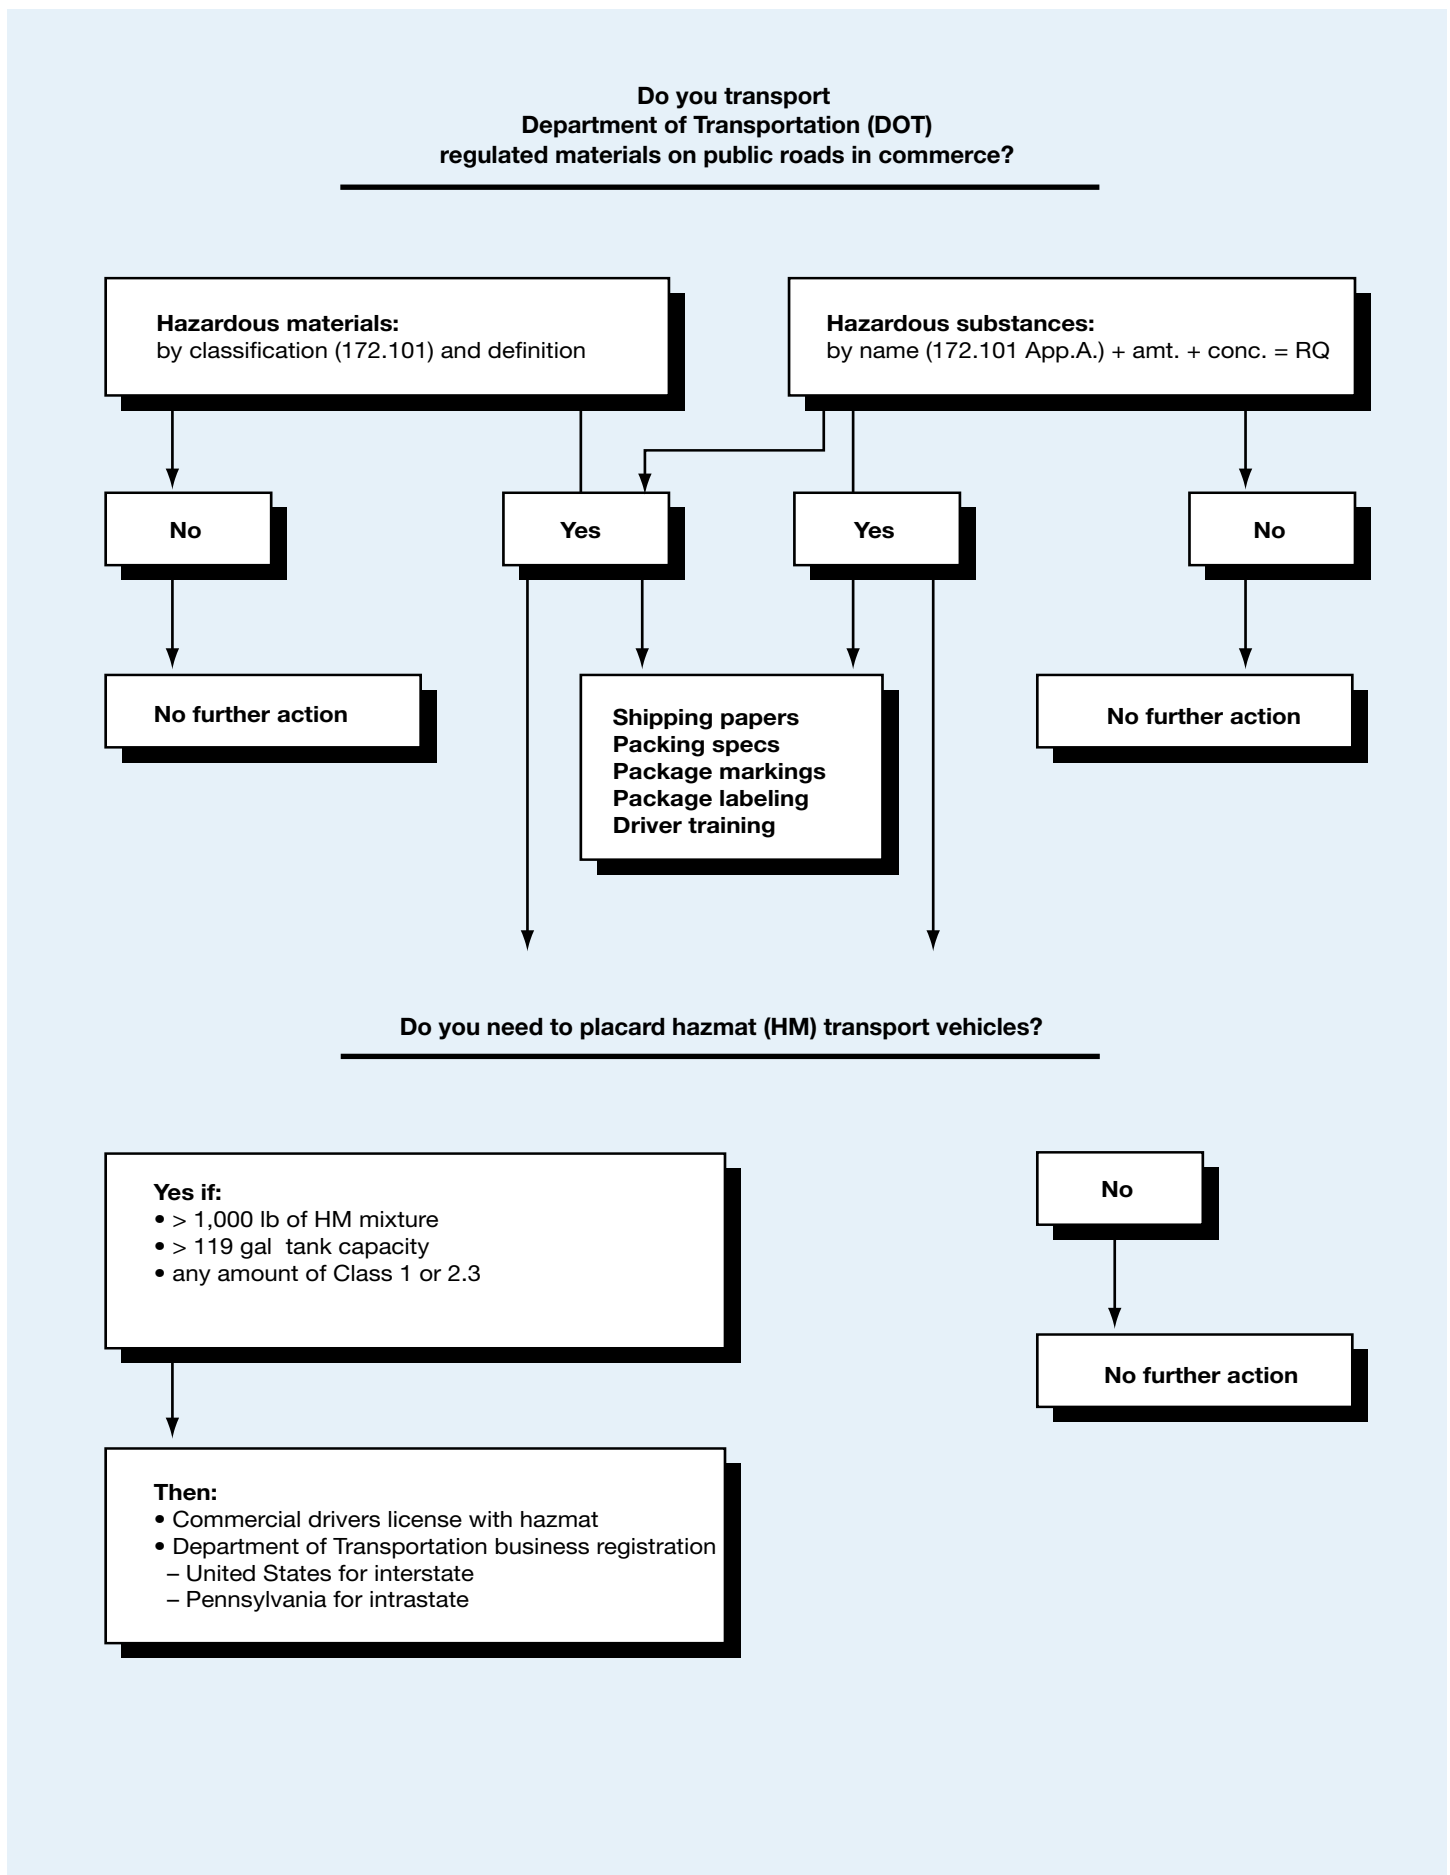 Do you transport
Department of Transportation (DOT)
regulated materials on public roads in commerce?
Hazardous materials:
by classification (172.101) and definition
Hazardous substances:
by name (172.101 App.A.) + amt. + conc. = RQ
No
Yes
Yes
No
No further action
Shipping papers
Packing specs
Package markings
Package labeling
Driver training
No further action
Do you need to placard hazmat (HM) transport vehicles?
Yes if:
• > 1,000 lb of HM mixture
• > 119 gal  tank capacity
• any amount of Class 1 or 2.3
No
No further action
Then:
• Commercial drivers license with hazmat
• Department of Transportation business registration
– United States for interstate
– Pennsylvania for intrastate